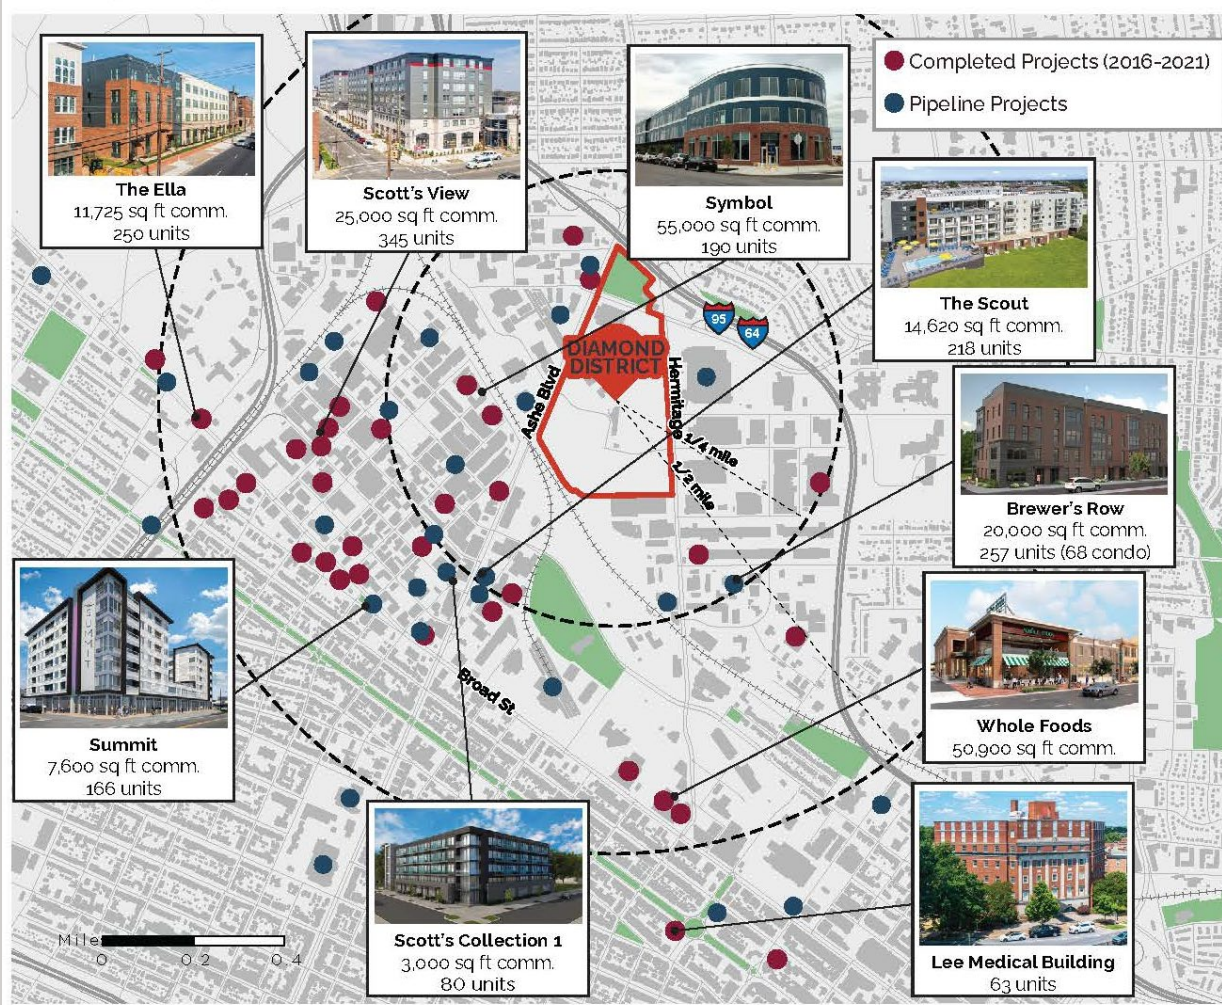 Completed Projects (2016-2021)
Pipeline Projects
The Ella
11,725 sq ft comm.
250 units
Scott's View
25,000 sq ft comm.
345 units
Symbol
55,000 sq ft comm.
190 units
The Scout
14,620 sq ft comm.
218 units
95
64
DIAMOND
DISTRICT
Ashe Blvd
Hermitage
1/4 mile
1/2 mile
Brewer's Row
20,000 sq ft comm.
257 units (68 condo)
SUMMIT
Summit
7,600 sq ft comm.
166 units
Broad St
Whole Foods
50,900 sq ft comm.
Scott's Collection 1
3,000 sq ft comm.
80 units
Lee Medical Building
63 units
Miles
0
0.2
0.4